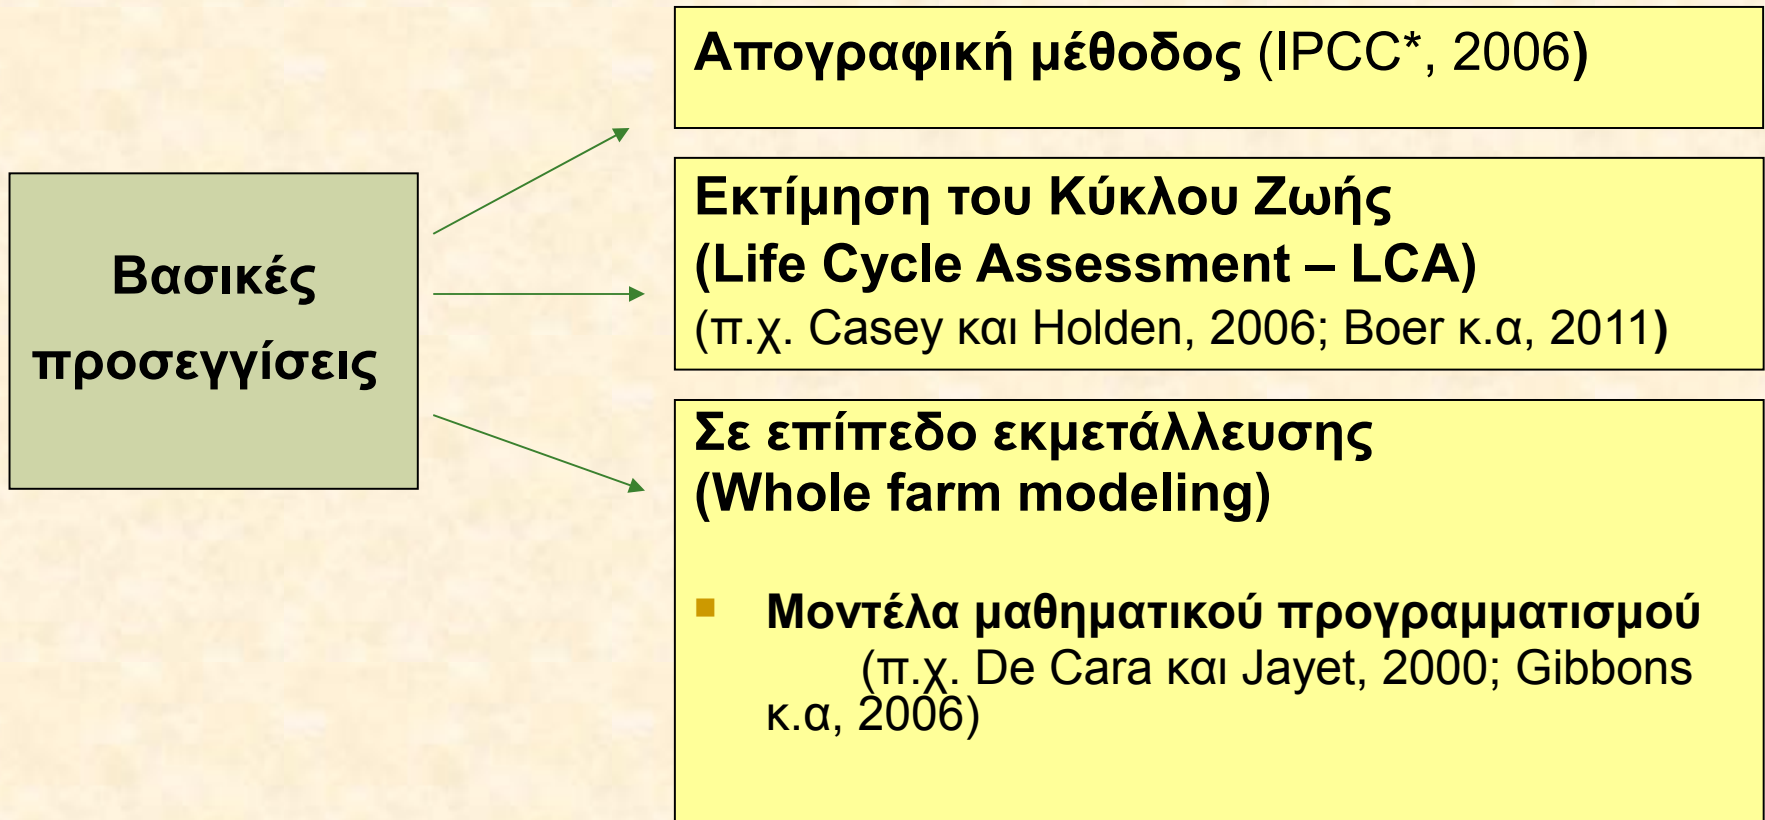 Βασικές
προσεγγίσεις
Απογραφική μέθοδος (IPCC*, 2006)
Εκτίμηση του Κύκλου Ζωής
(Life Cycle Assessment – LCA)
(π.χ. Casey και Holden, 2006; Boer κ.α, 2011)
Σε επίπεδο εκμετάλλευσης
(Whole farm modeling)
▪ Μοντέλα μαθηματικού προγραμματισμού
(π.χ. De Cara και Jayet, 2000; Gibbons
κ.α, 2006)